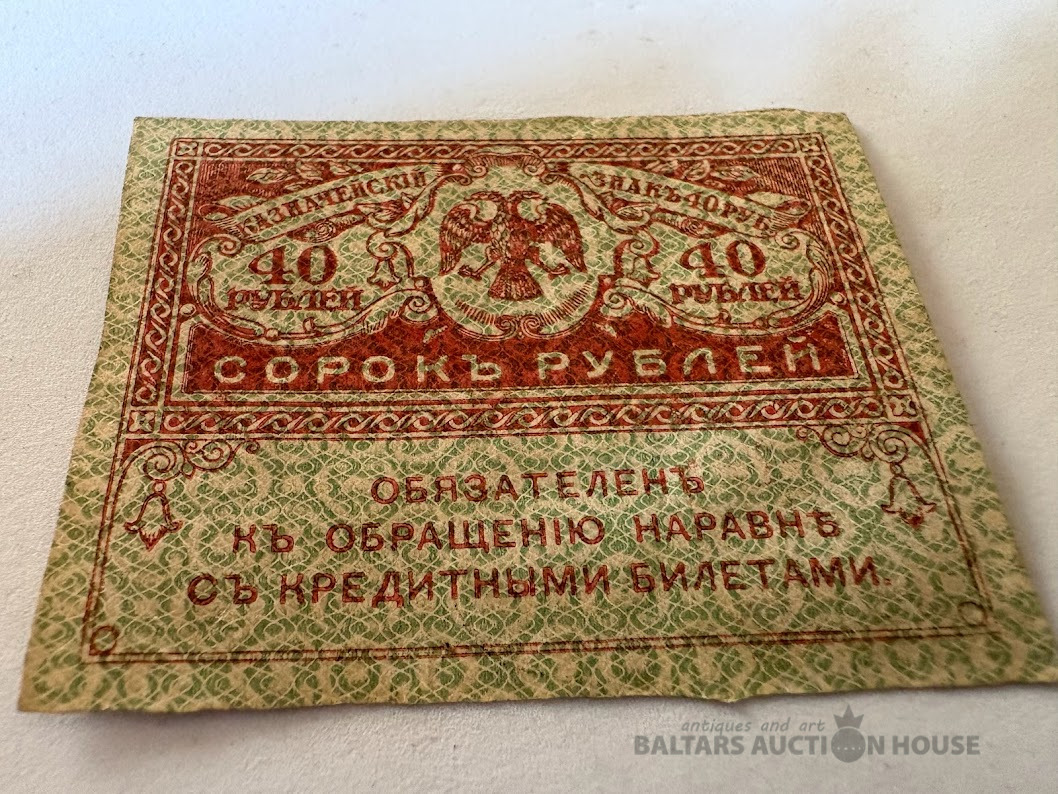 КАЗНАЧЕЙСКІЙ ЗНАКЪ 40 РУБ.
40 40
РУБЛЕЙ РУБЛЕЙ
СОРОКЪ РУБЛЕЙ
ОБЯЗАТЕЛЕНЪ
КЪ ОБРАЩЕНІЮ НАРАВНѢ
СЪ КРЕДИТНЫМИ БИЛЕТАМИ.
antiques and art
BALTARS AUCTION HOUSE